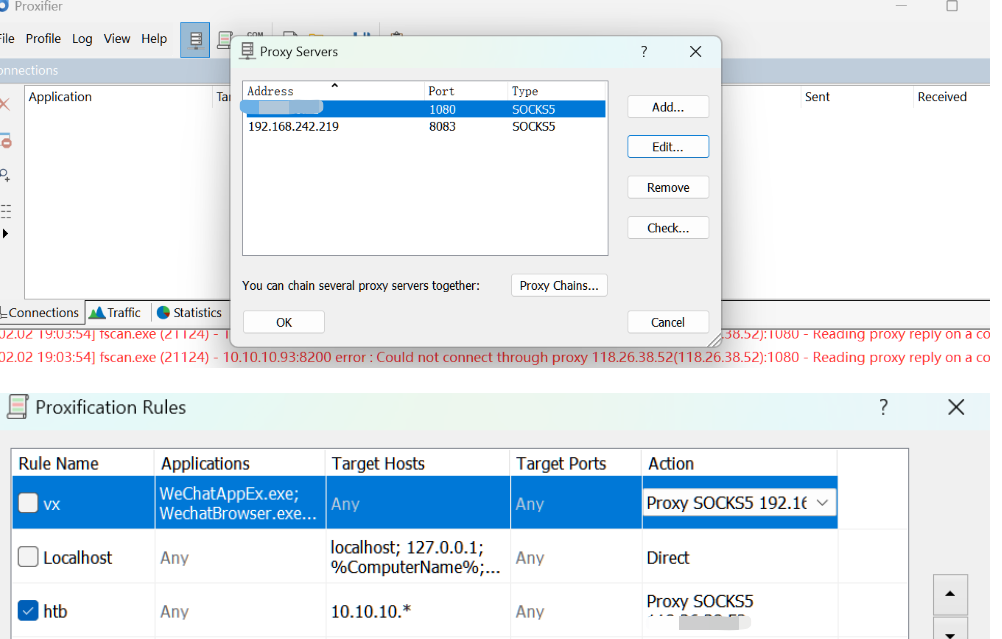 Proxifier
File Profile Log View Help
Proxy Servers
?
Connections
Application
Sent
Received
Address Port Type
1080 SOCKS5
192.168.242.219 8083 SOCKS5
Add...
Edit...
Remove
Check...
You can chain several proxy servers together:
Proxy Chains...
OK
Cancel
Connections Traffic Statistics
02.02 19:03:54] fscan.exe (21124) - 1 38.52):1080 - Reading proxy reply on a co
02.02 19:03:54] fscan.exe (21124) - 10.10.10.93:8200 error : Could not connect through proxy 118.26.38.52(118.26.38.52):1080 - Reading proxy reply on a co
Proxification Rules
?
Rule Name Applications Target Hosts Target Ports Action
vx WeChatAppEx.exe; Any Any Proxy SOCKS5 192.16
WechatBrowser.exe...
Localhost Any localhost; 127.0.0.1; Any Direct
%ComputerName%;...
htb Any 10.10.10.* Any Proxy SOCKS5